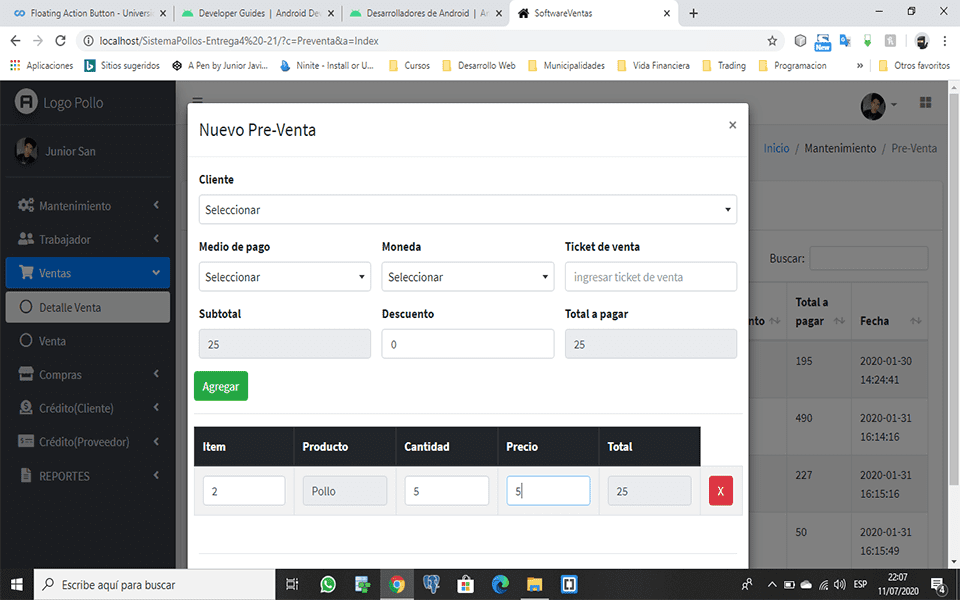 Floating Action Button - Universi
Developer Guides | Android De
Desarrolladores de Android | An
SoftwareVentas
localhost/SistemaPollos-Entrega4%20-21/?c=Preventa&a=Index
New
Aplicaciones
Sitios sugeridos
A Pen by Junior Javi...
Ninite - Install or U...
Cursos
Desarrollo Web
Municipalidades
Vida Financiera
Trading
Programacion
»
Otros favoritos
Logo Pollo
Junior San
Mantenimiento
Trabajador
Ventas
Detalle Venta
Venta
Compras
Crédito(Cliente)
Crédito(Proveedor)
REPORTES
Nuevo Pre-Venta
×
Cliente
Seleccionar
Medio de pago
Moneda
Ticket de venta
Seleccionar
Seleccionar
ingresar ticket de venta
Subtotal
Descuento
Total a pagar
25
0
25
Agregar
Item
Producto
Cantidad
Precio
Total
2
Pollo
5
5
25
X
Inicio / Mantenimiento / Pre-Venta
Buscar:
nto
Total a
pagar
Fecha
195
2020-01-30
14:24:41
490
2020-01-31
16:14:16
227
2020-01-31
16:15:16
50
2020-01-31
16:15:49
Escribe aquí para buscar
ESP
22:07
11/07/2020
4